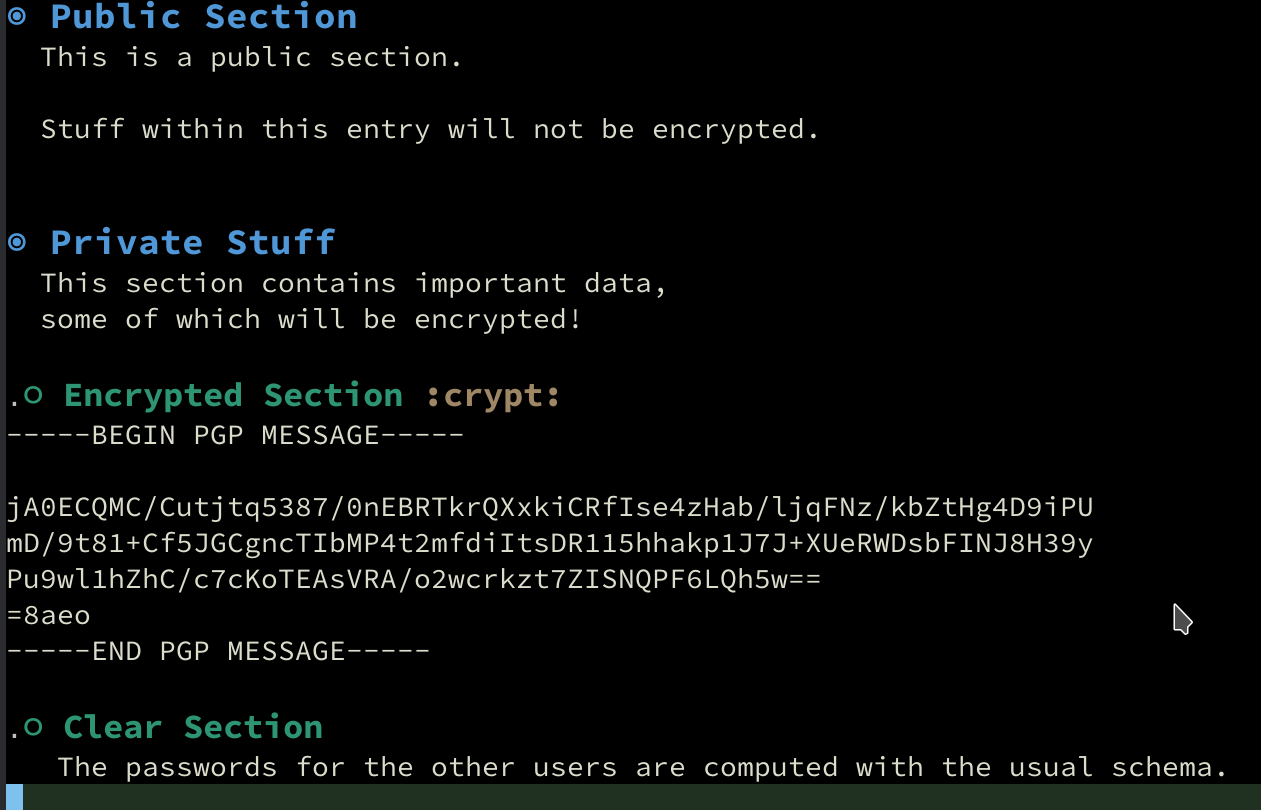 Public Section
This is a public section.
Stuff within this entry will not be encrypted.
Private Stuff
This section contains important data,
some of which will be encrypted!
Encrypted Section :crypt:
-----BEGIN PGP MESSAGE-----
jA0ECQMC/Cutjtq5387/0nEBRTkrQXxkiCRfIse4zHab/ljqFNz/kbZtHg4D9iPU
mD/9t81+Cf5JGCgncTIbMP4t2mfdiItsDR115hhakp1J7J+XUeRWDsbFINJ8H39y
Pu9wl1hZhC/c7cKoTEAsVRA/o2wcrkzt7ZISNQPF6LQh5w==
=8aeo
-----END PGP MESSAGE-----
Clear Section
The passwords for the other users are computed with the usual schema.